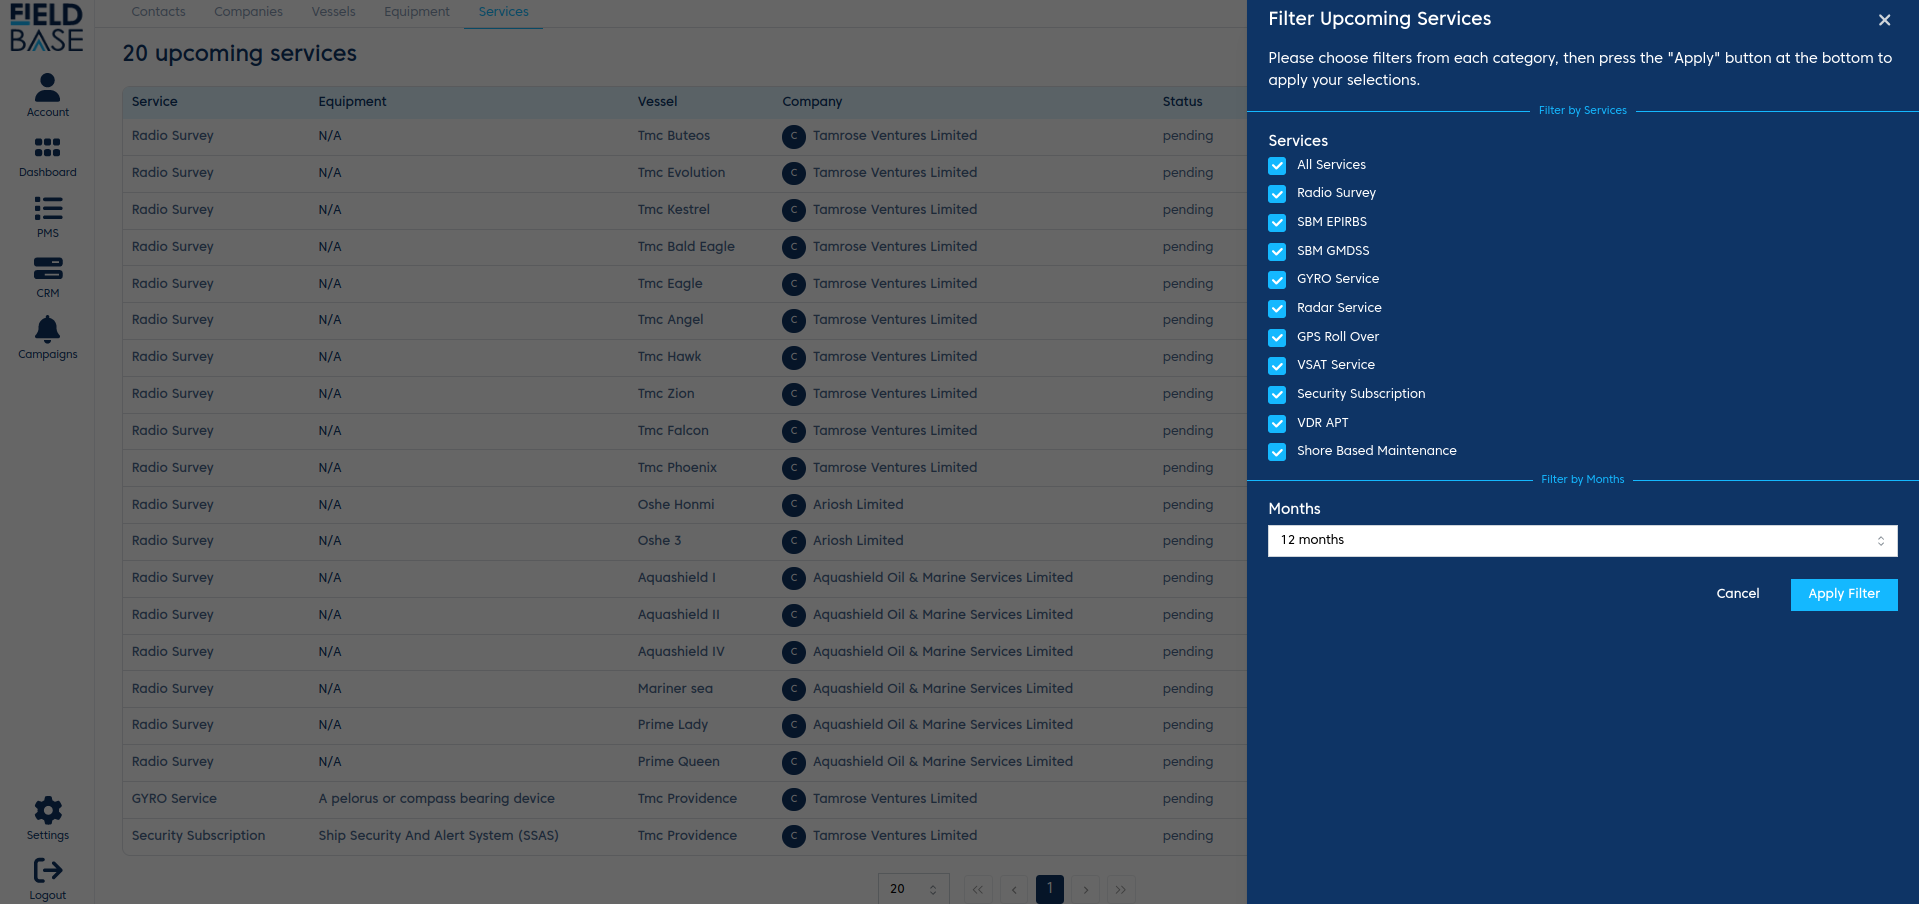 FIELD
BASE
Account
Dashboard
PMS
CRM
Campaigns
Settings
Logout
Contacts Companies Vessels Equipment Services
20 upcoming services
Service Equipment Vessel Company Status
Radio Survey N/A Tmc Buteos C Tamrose Ventures Limited pending
Radio Survey N/A Tmc Evolution C Tamrose Ventures Limited pending
Radio Survey N/A Tmc Kestrel C Tamrose Ventures Limited pending
Radio Survey N/A Tmc Bald Eagle C Tamrose Ventures Limited pending
Radio Survey N/A Tmc Eagle C Tamrose Ventures Limited pending
Radio Survey N/A Tmc Angel C Tamrose Ventures Limited pending
Radio Survey N/A Tmc Hawk C Tamrose Ventures Limited pending
Radio Survey N/A Tmc Zion C Tamrose Ventures Limited pending
Radio Survey N/A Tmc Falcon C Tamrose Ventures Limited pending
Radio Survey N/A Tmc Phoenix C Tamrose Ventures Limited pending
Radio Survey N/A Oshe Honmi C Ariosh Limited pending
Radio Survey N/A Oshe 3 C Ariosh Limited pending
Radio Survey N/A Aquashield I C Aquashield Oil & Marine Services Limited pending
Radio Survey N/A Aquashield II C Aquashield Oil & Marine Services Limited pending
Radio Survey N/A Aquashield IV C Aquashield Oil & Marine Services Limited pending
Radio Survey N/A Mariner sea C Aquashield Oil & Marine Services Limited pending
Radio Survey N/A Prime Lady C Aquashield Oil & Marine Services Limited pending
Radio Survey N/A Prime Queen C Aquashield Oil & Marine Services Limited pending
GYRO Service A pelorus or compass bearing device Tmc Providence C Tamrose Ventures Limited pending
Security Subscription Ship Security And Alert System (SSAS) Tmc Providence C Tamrose Ventures Limited pending
20 « ‹ 1 › »
Filter Upcoming Services
Please choose filters from each category, then press the "Apply" button at the bottom to
apply your selections.
Filter by Services
Services
All Services
Radio Survey
SBM EPIRBS
SBM GMDSS
GYRO Service
Radar Service
GPS Roll Over
VSAT Service
Security Subscription
VDR APT
Shore Based Maintenance
Filter by Months
Months
12 months
Cancel Apply Filter